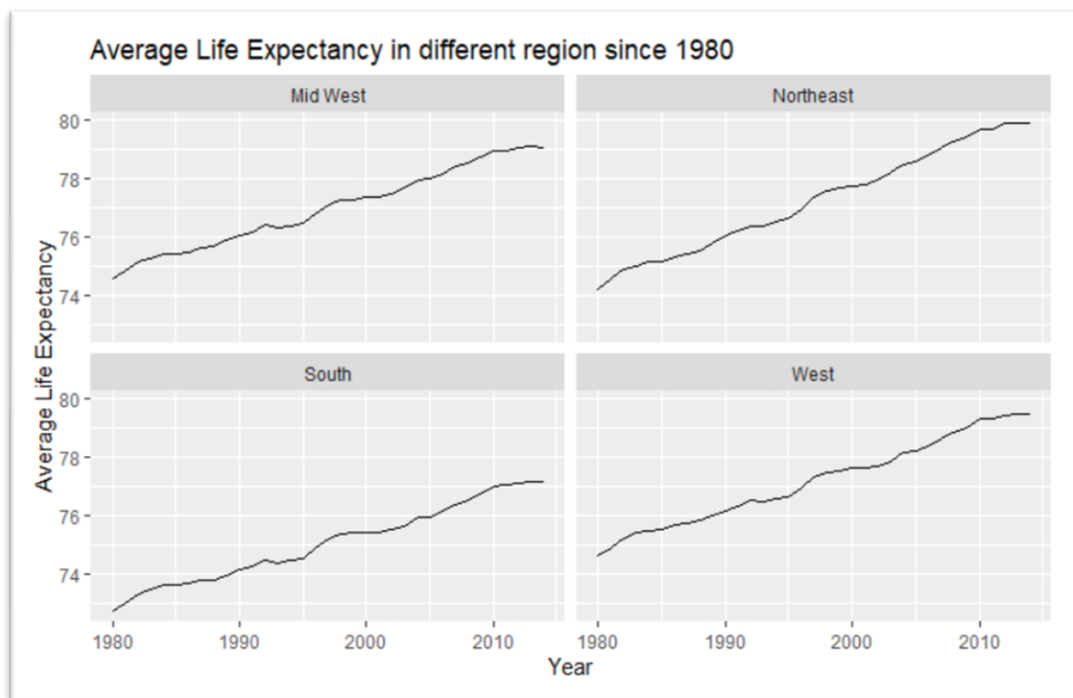 Average Life Expectancy in different region since 1980
Mid West
Northeast
80
78
76
74
South
West
80
78
76
74
Average Life Expectancy
1980 1990 2000 2010
1980 1990 2000 2010
Year